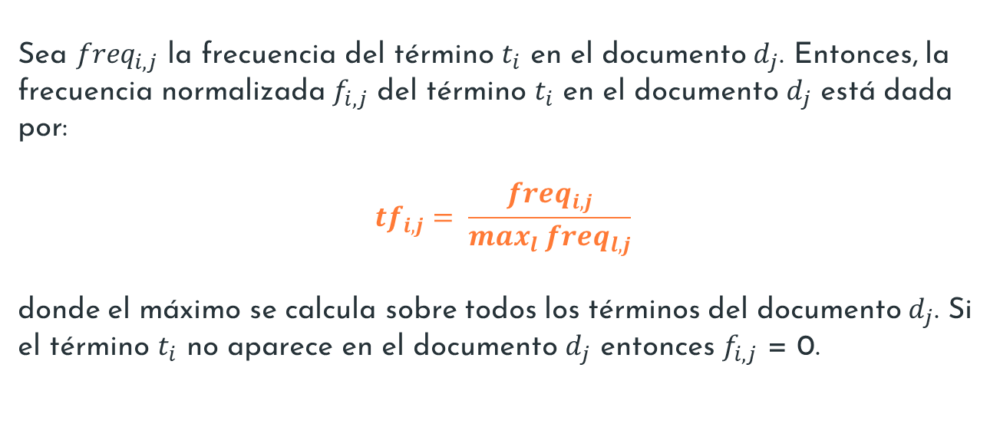 Sea freq_{i,j} la frecuencia del término t_i en el documento d_j. Entonces, la
frecuencia normalizada f_{i,j} del término t_i en el documento d_j está dada
por:
tf_{i,j} = \frac{freq_{i,j}}{max_l freq_{l,j}}
donde el máximo se calcula sobre todos los términos del documento d_j. Si
el término t_i no aparece en el documento d_j entonces f_{i,j} = 0.